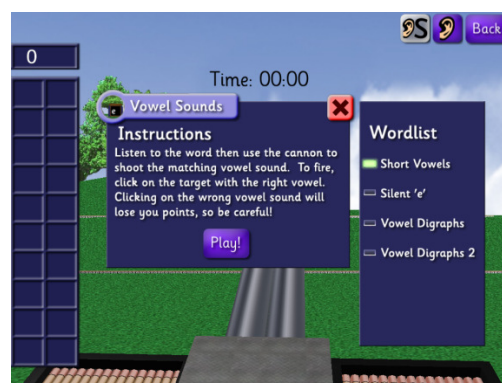 S
Back
0
Time: 00:00
Vowel Sounds
Instructions
Listen to the word then use the cannon to
shoot the matching vowel sound. To fire,
click on the target with the right vowel.
Clicking on the wrong vowel sound will
lose you points, so be careful!
Play!
Wordlist
Short Vowels
Silent 'e'
Vowel Digraphs
Vowel Digraphs 2